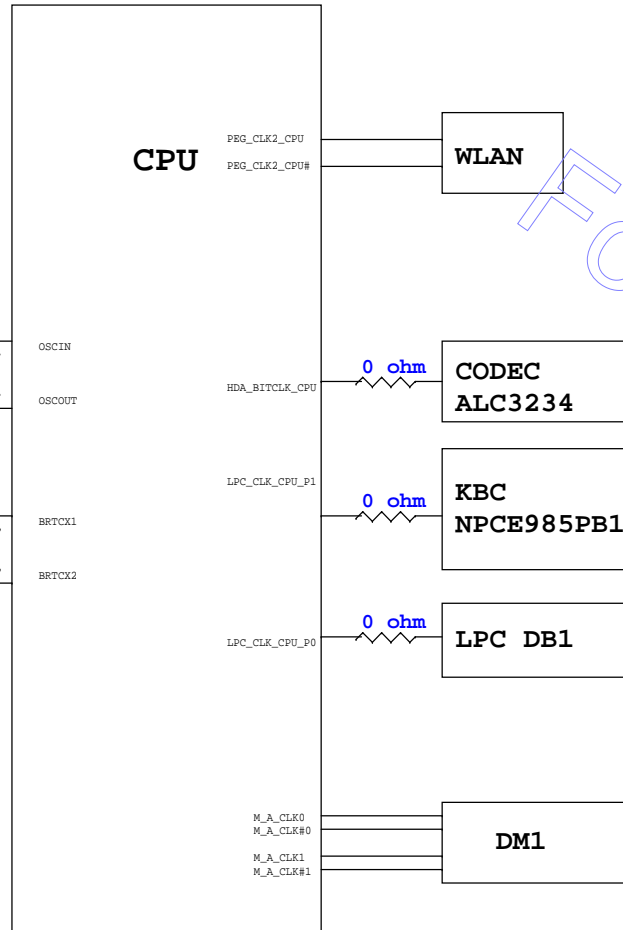 PEG_CLK2_CPU
CPU
PEG_CLK2_CPU#
WLAN
Fo
OSCIN
OSCOUT
HDA_BITCLK_CPU
0 ohm
CODEC
ALC3234
LPC_CLK_CPU_P1
0 ohm
KBC
NPCE985PB1
BRTCX1
BRTCX2
LPC_CLK_CPU_P0
0 ohm
LPC DB1
M_A_CLK0
M_A_CLK#0
M_A_CLK1
M_A_CLK#1
DM1